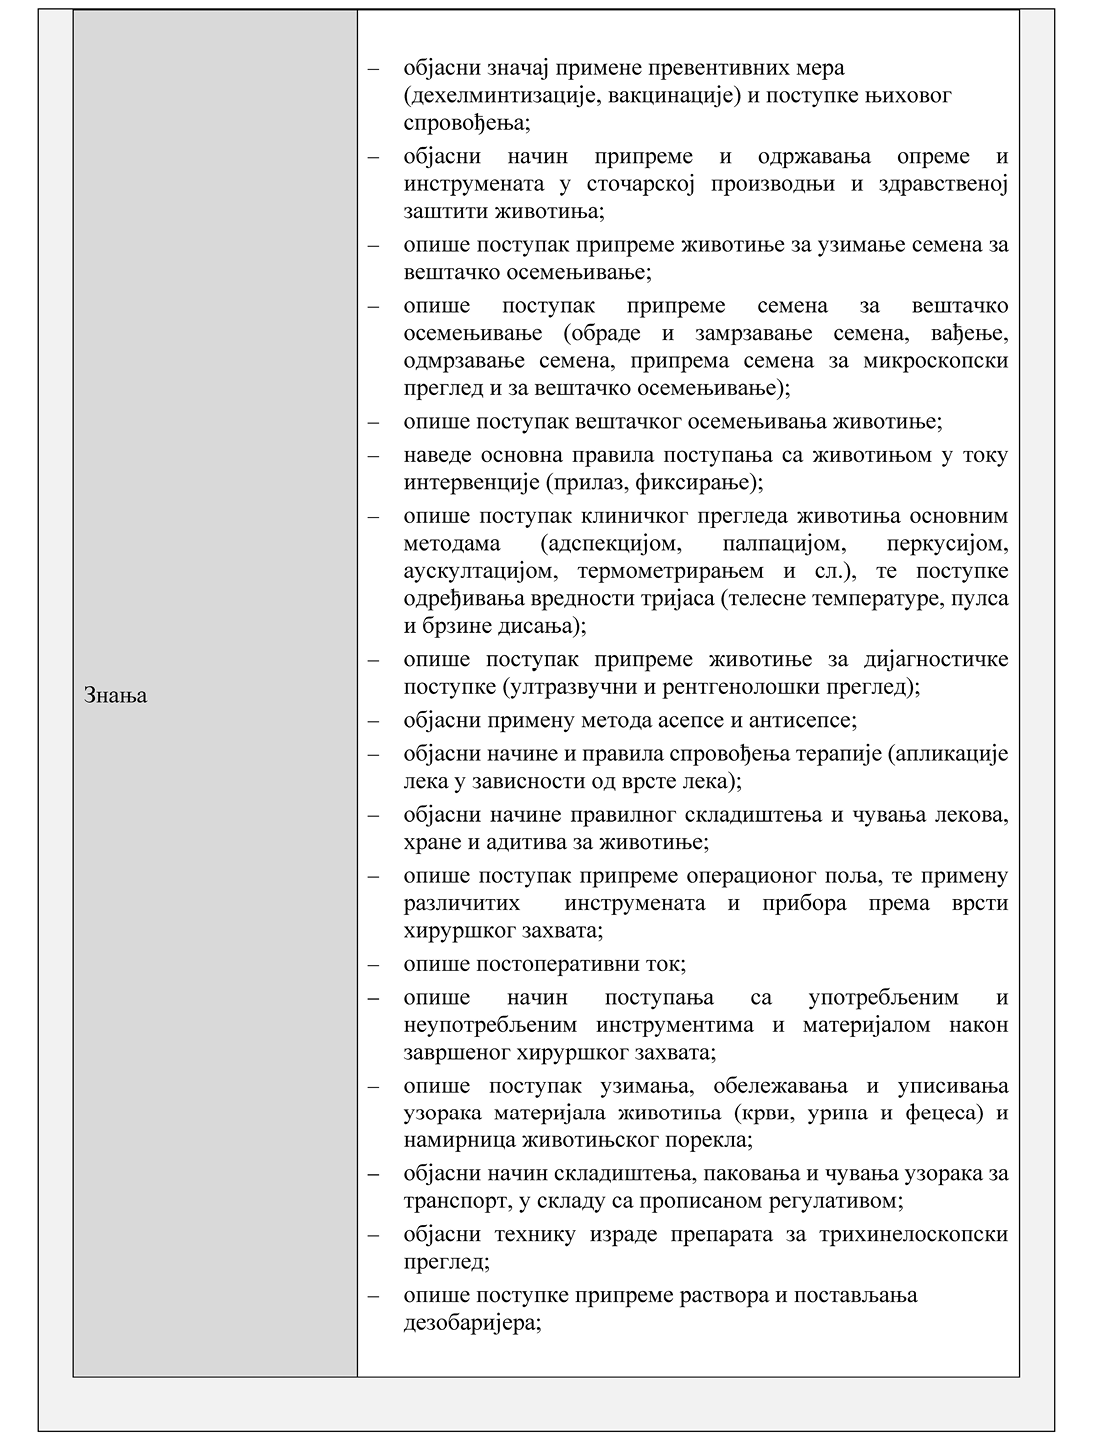 Знања
– објасни значај примене превентивних мера
(дехелминтизације, вакцинације) и поступке њиховог
спровођења;
– објасни начин припреме и одржавања опреме и
инструмената у сточарској производњи и здравственој
заштити животиња;
– опише поступак припреме животиње за узимање семена за
вештачко осемењивање;
– опише поступак припреме семена за вештачко
осемењивање (обраде и замрзавање семена, вађење,
одмрзавање семена, припрема семена за микроскопски
преглед и за вештачко осемењивање);
– опише поступак вештачког осемењивања животиње;
– наведе основна правила поступања са животињом у току
интервенције (прилаз, фиксирање);
– опише поступак клиничког прегледа животиња основним
методама (адспекцијом, палпацијом, перкусијом,
аускултацијом, термометрирањем и сл.), те поступке
одређивања вредности тријаса (телесне температуре, пулса
и брзине дисања);
– опише поступак припреме животиње за дијагностичке
поступке (ултразвучни и рентгенолошки преглед);
– објасни примену метода асепсе и антисепсе;
– објасни начине и правила спровођења терапије (апликације
лека у зависности од врсте лека);
– објасни начине правилног складиштења и чувања лекова,
хране и адитива за животиње;
– опише поступак припреме операционог поља, те примену
различитих инструмената и прибора према врсти
хируршког захвата;
– опише постоперативни ток;
– опише начин поступања са употребљеним и
неупотребљеним инструментима и материјалом након
завршеног хируршког захвата;
– опише поступак узимања, обележавања и уписивања
узорака материјала животиња (крви, урина и фецеса) и
намирница животињског порекла;
– објасни начин складиштења, паковања и чувања узорака за
транспорт, у складу са прописаном регулативом;
– објасни технику израде препарата за трихинелоскопски
преглед;
– опише поступке припреме раствора и постављања
дезобаријера;